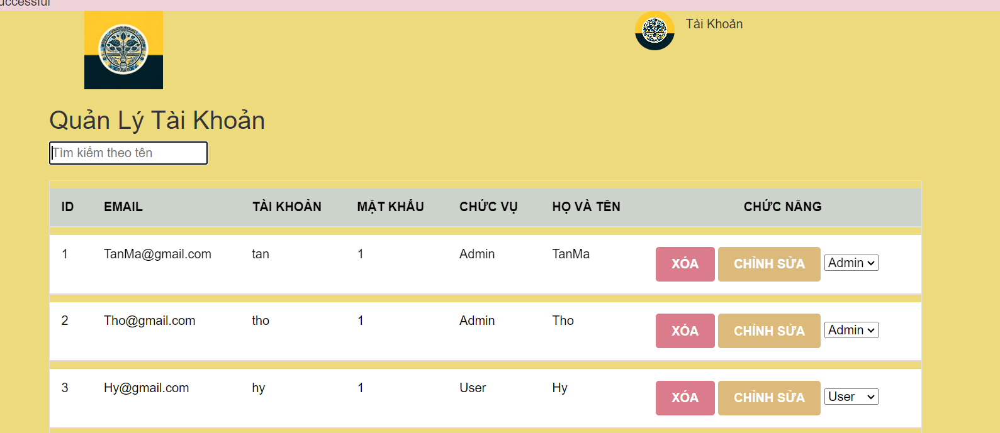 uccessful
Tài Khoản
Quản Lý Tài Khoản
Tìm kiếm theo tên
ID EMAIL TÀI KHOẢN MẬT KHẨU CHỨC VỤ HỌ VÀ TÊN CHỨC NĂNG
1 TanMa@gmail.com tan 1 Admin TanMa XÓA CHỈNH SỬA Admin
2 Tho@gmail.com tho 1 Admin Tho XÓA CHỈNH SỬA Admin
3 Hy@gmail.com hy 1 User Hy XÓA CHỈNH SỬA User